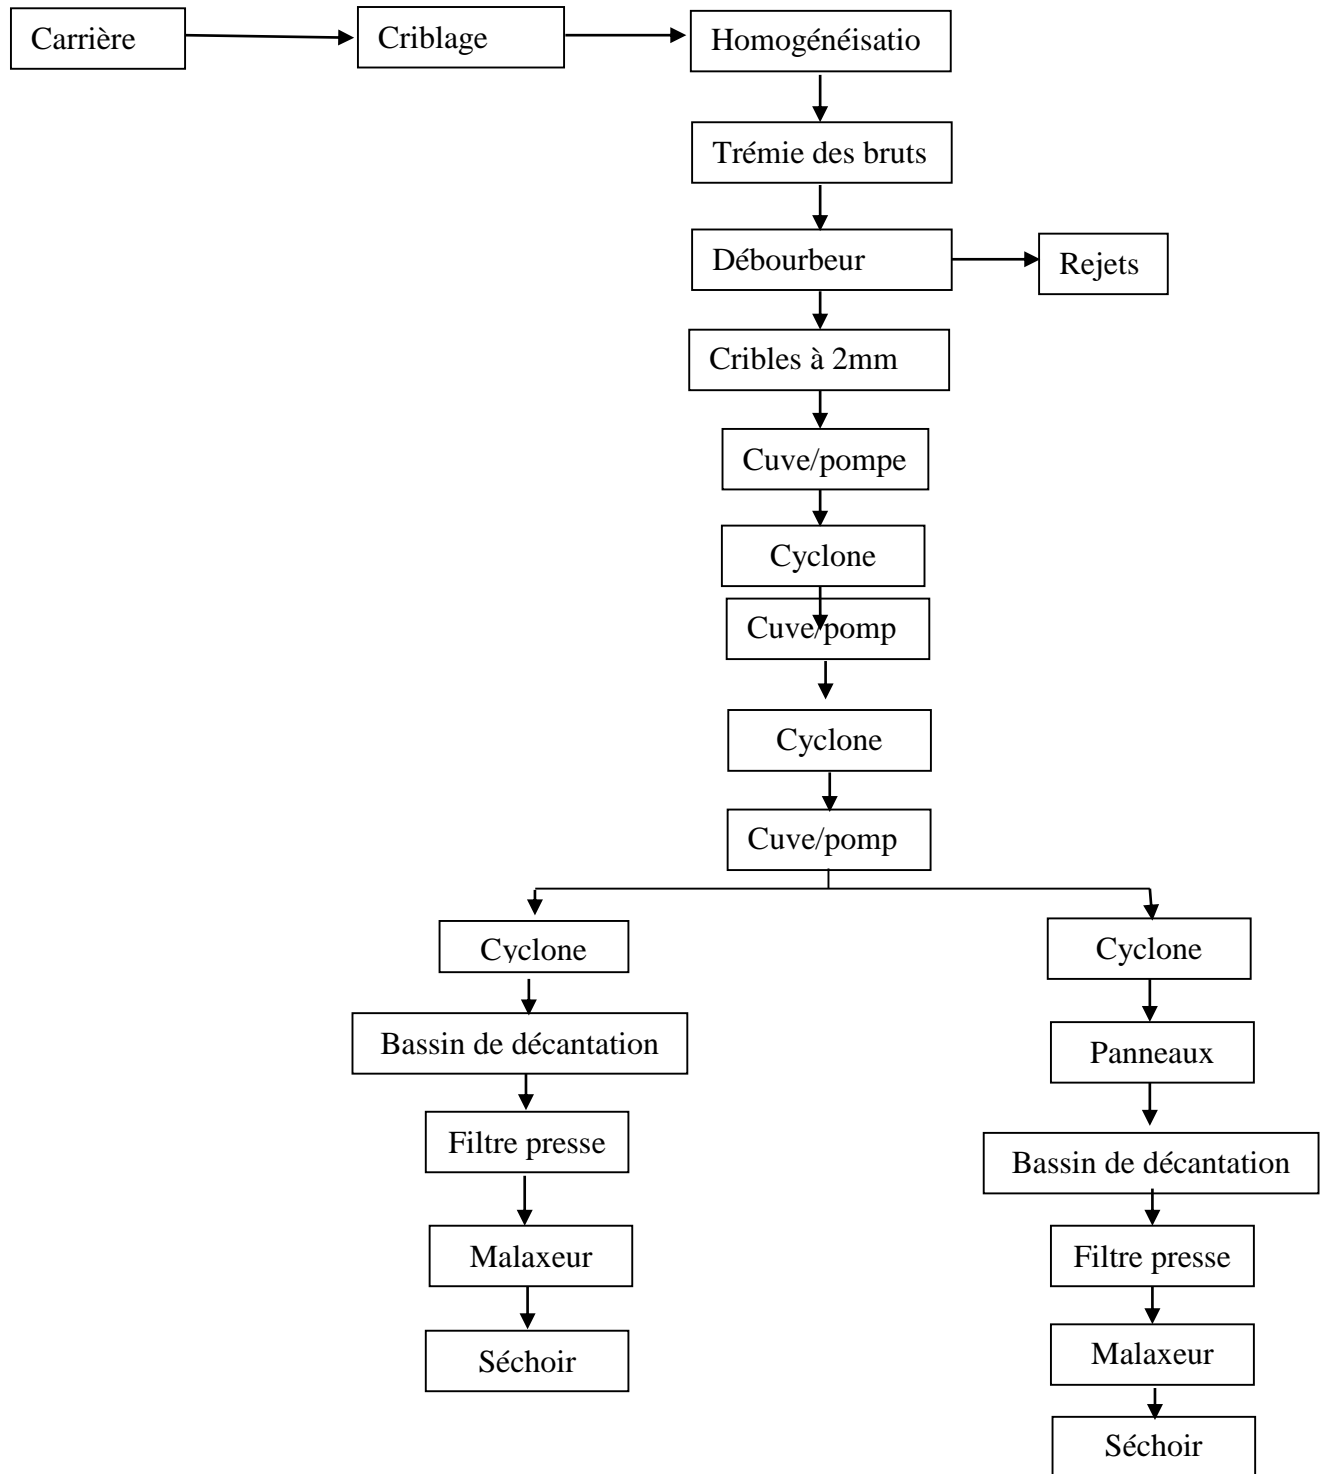 Carrière
Criblage
Homogénéisatio
Trémie des bruts
Débourbeur
Rejets
Cribles à 2mm
Cuve/pompe
Cyclone
Cuve/pomp
Cyclone
Cuve/pomp
Cyclone
Bassin de décantation
Filtre presse
Malaxeur
Séchoir
Cyclone
Panneaux
Bassin de décantation
Filtre presse
Malaxeur
Séchoir